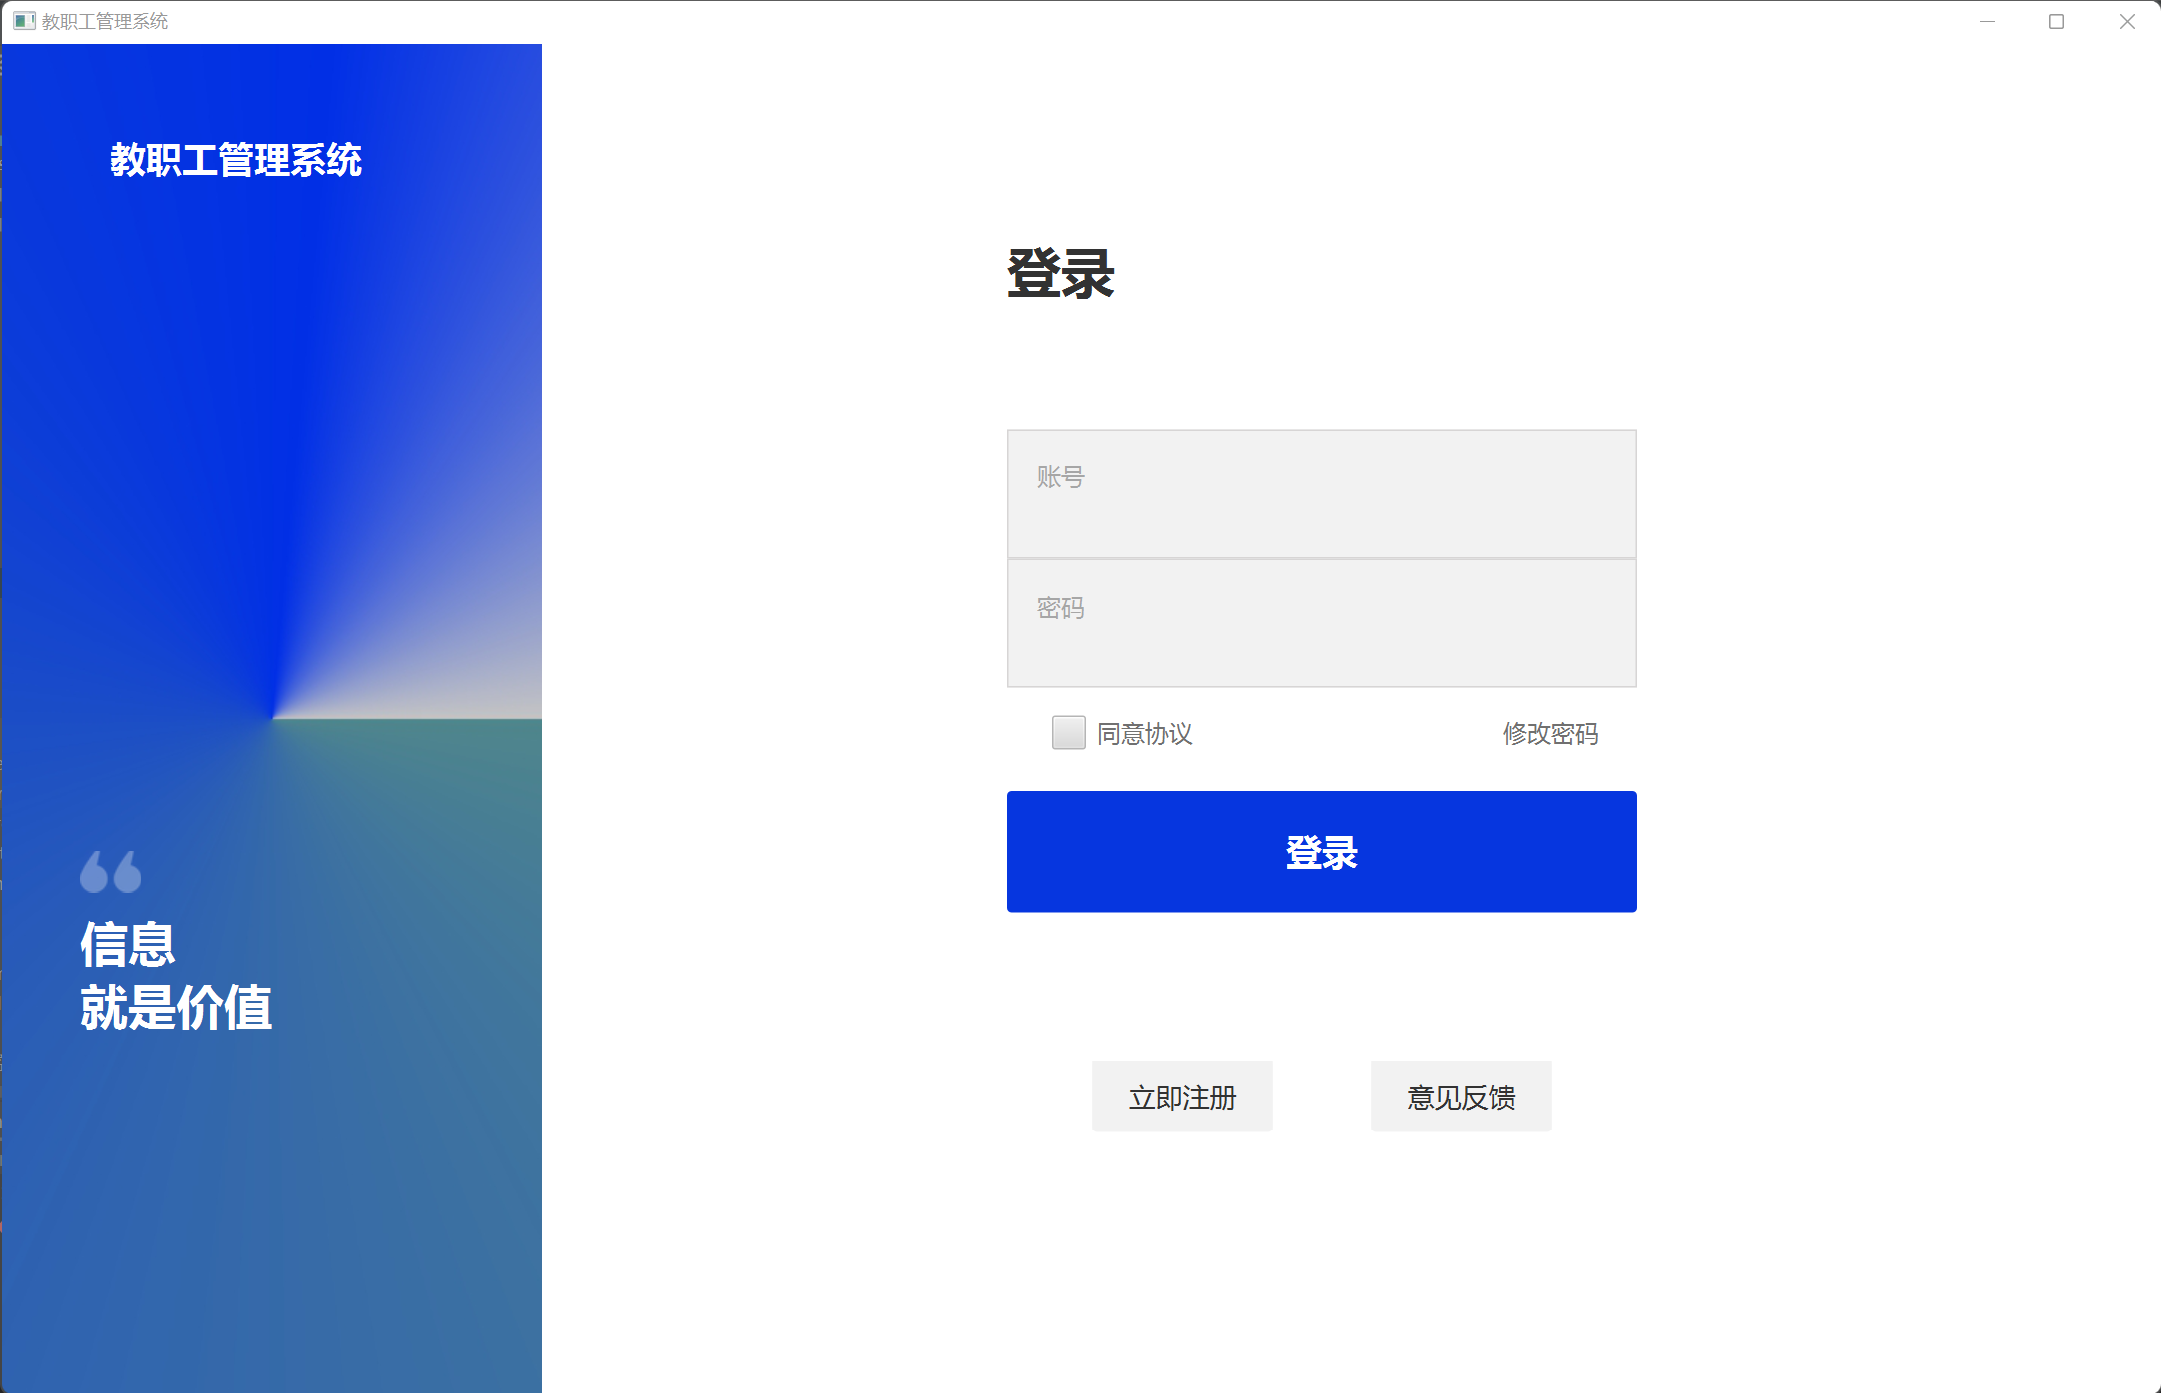 教职工管理系统
教职工管理系统
信息
就是价值
登录
账号
密码
同意协议 修改密码
登录
立即注册 意见反馈